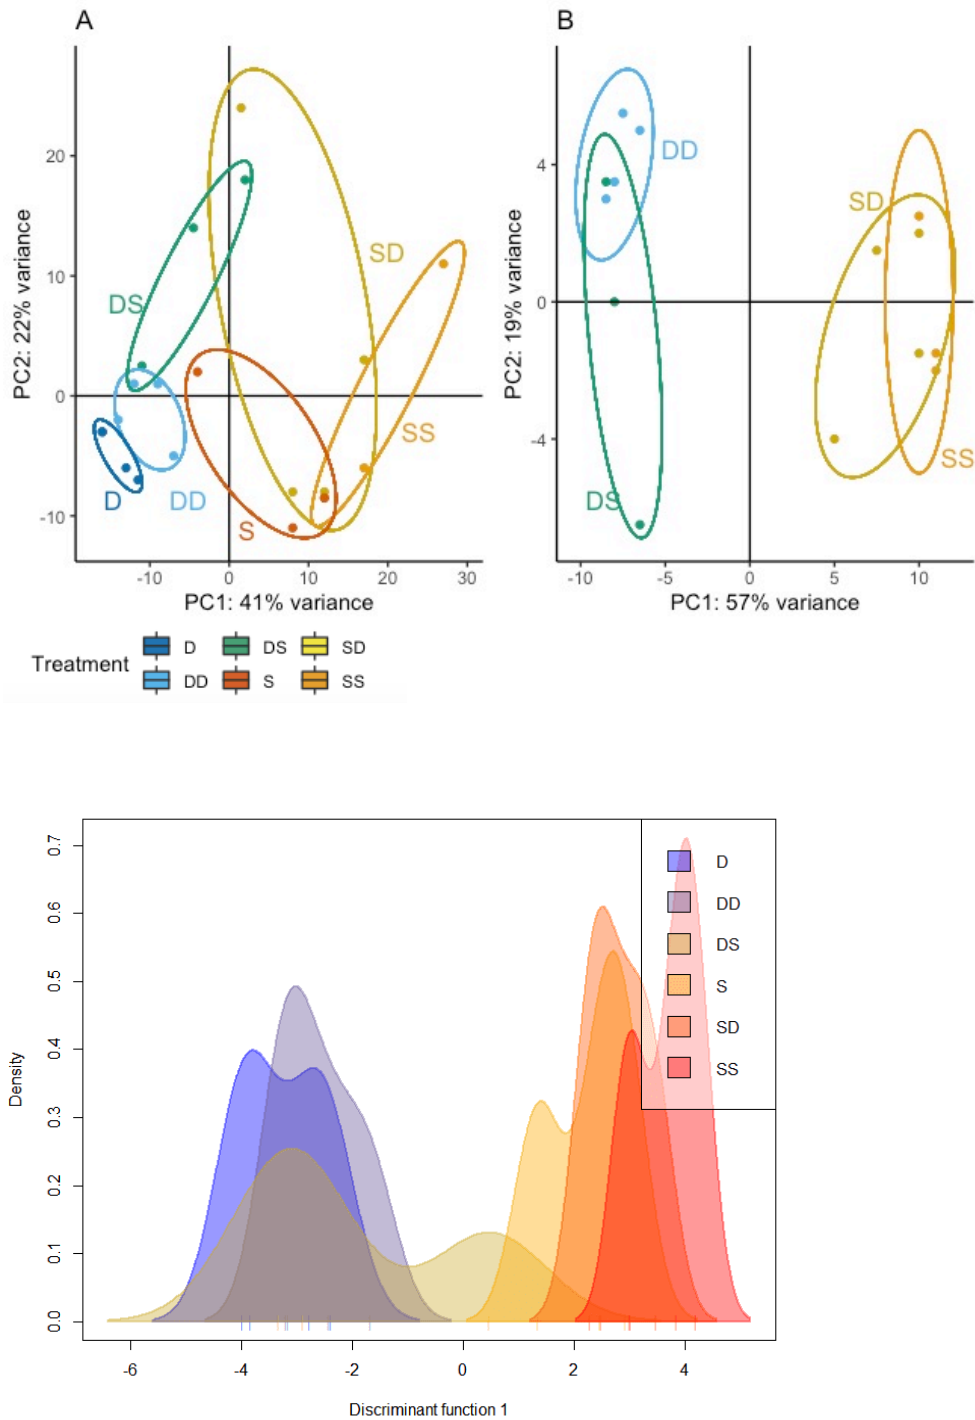 A
B
PC2: 22% variance
20
10
0
-10
SD
DS
SS
D
DD
S
-10
0
10
20
30
PC1: 41% variance
PC2: 19% variance
4
0
-4
DD
SD
DS
SS
-10
-5
0
5
10
PC1: 57% variance
Treatment
D
DS
SD
DD
S
SS
Density
0.7
0.6
0.5
0.4
0.3
0.2
0.1
0.0
D
DD
DS
S
SD
SS
-6
-4
-2
0
2
4
Discriminant function 1